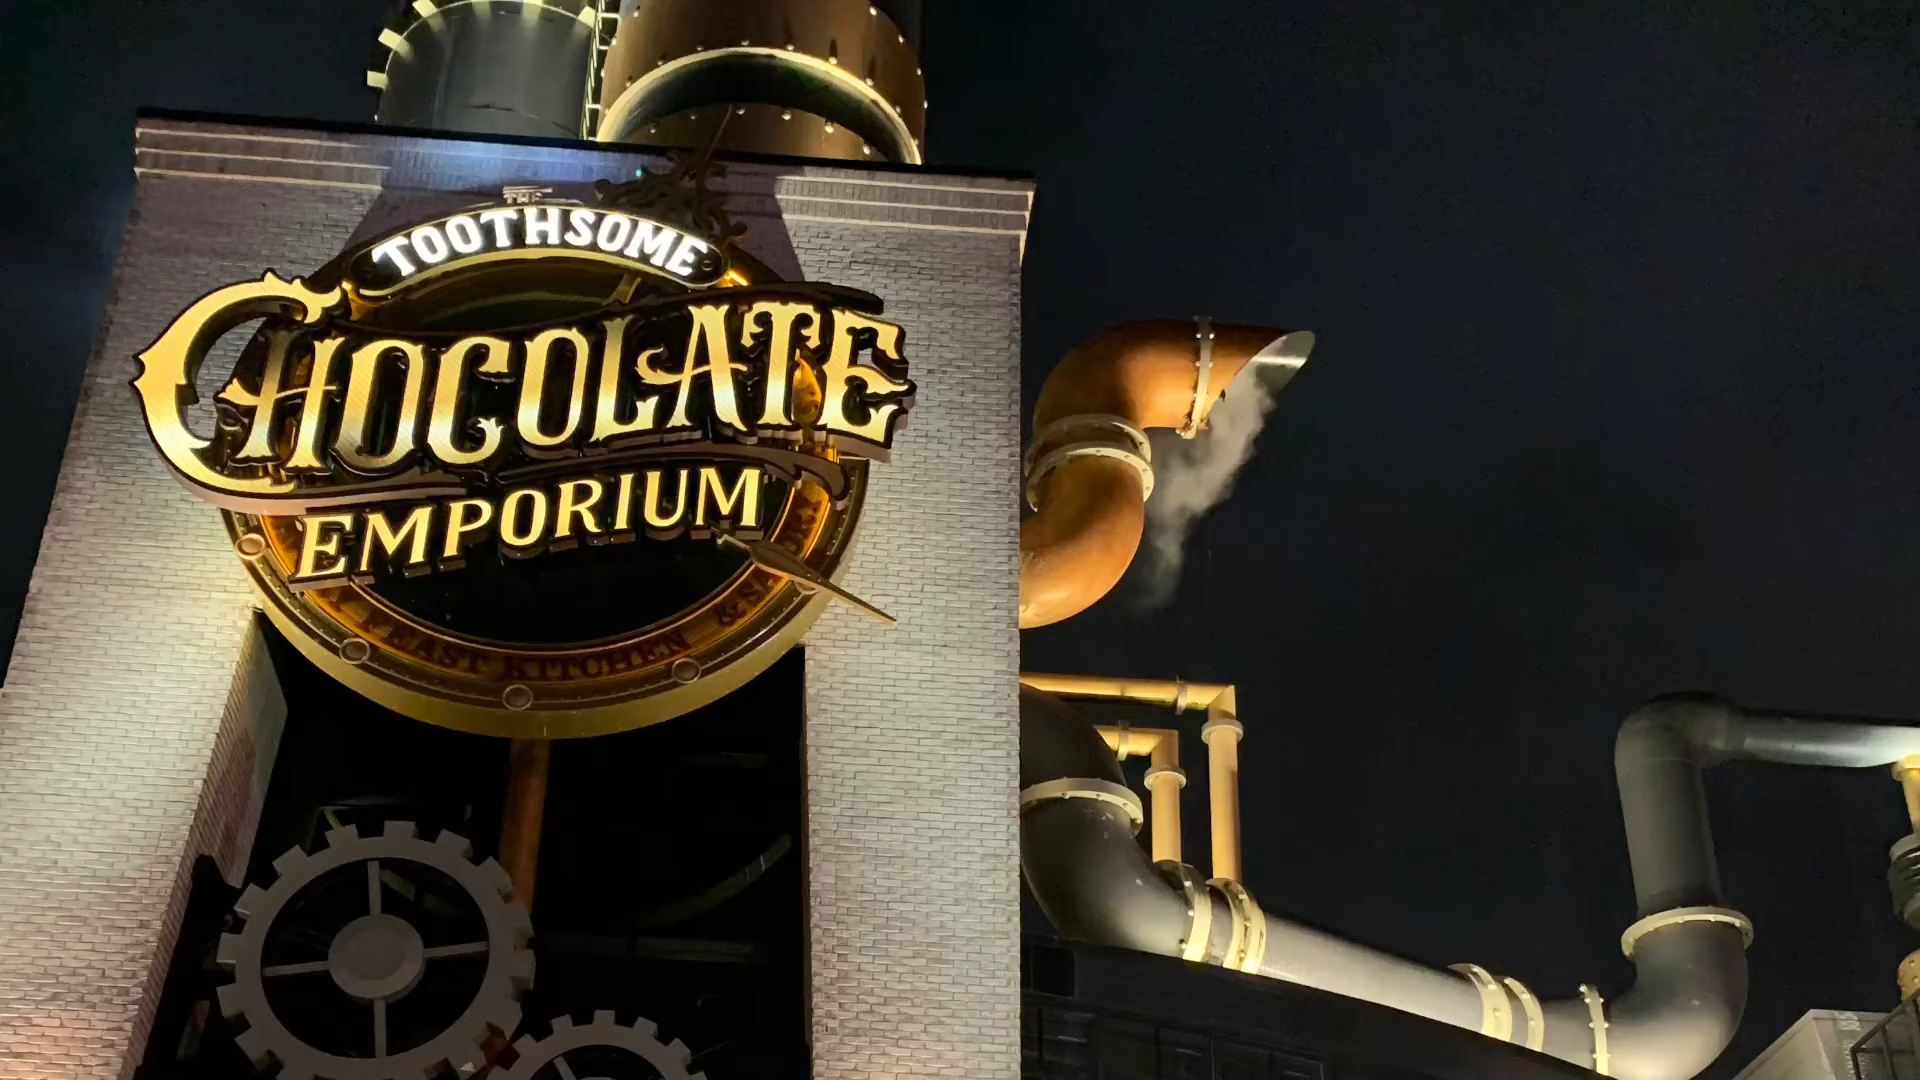 THE
TOOTHSOME
CHOCOLATE
EMPORIUM
FEAST KITCHEN &